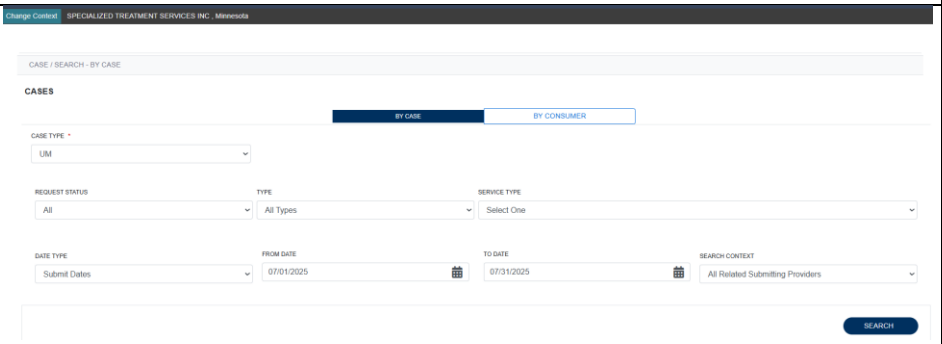 Change Context SPECIALIZED TREATMENT SERVICES INC , Minnesota
CASE / SEARCH - BY CASE
CASES
BY CASE BY CONSUMER
CASE TYPE *
UM
REQUEST STATUS TYPE SERVICE TYPE
All All Types Select One
DATE TYPE FROM DATE TO DATE SEARCH CONTEXT
Submit Dates 07/01/2025 07/31/2025 All Related Submitting Providers
SEARCH